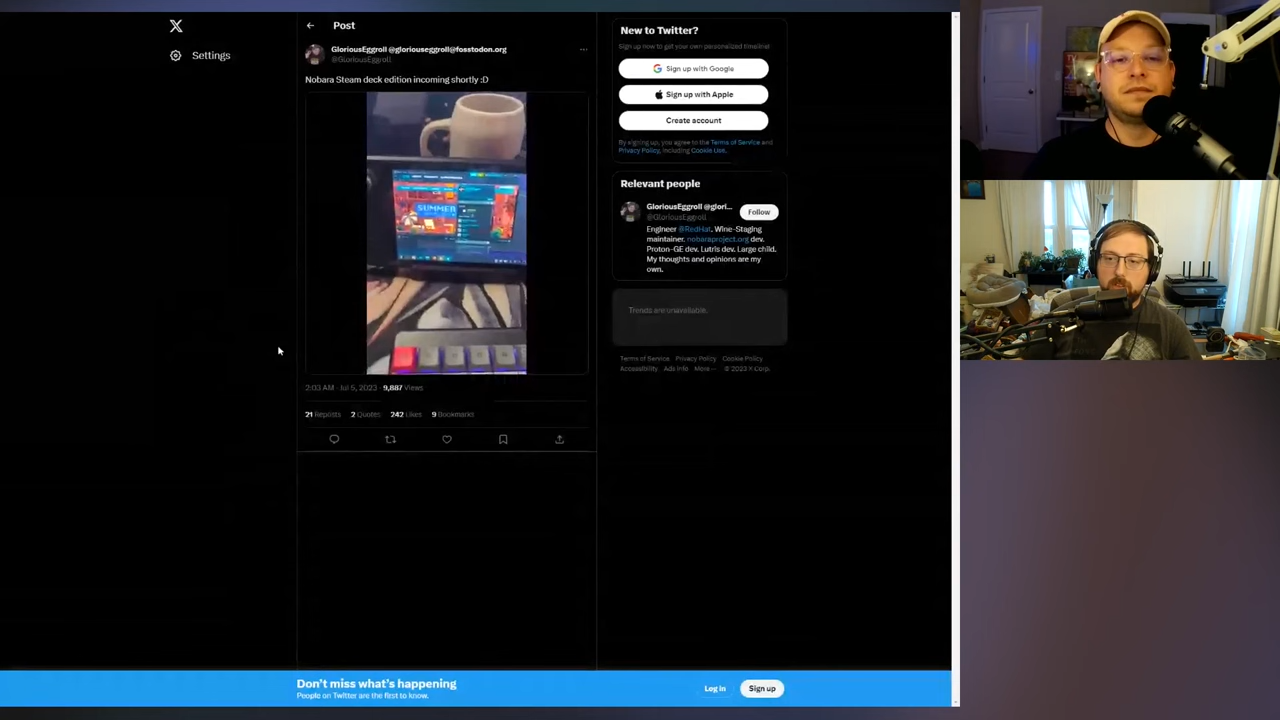 Post
Settings
GloriousEggroll @gloriouseggroll@fosstodon.org
@GloriousEggroll
Nobara Steam deck edition incoming shortly :D
SUMMER
2:03 AM · Jul 5, 2023 · 9,887 Views
21 Reposts 2 Quotes 242 Likes 9 Bookmarks
New to Twitter?
Sign up now to get your own personalized timeline!
Sign up with Google
Sign up with Apple
Create account
By signing up, you agree to the Terms of Service and
Privacy Policy, including Cookie Use.
Relevant people
GloriousEggroll @glori...
@GloriousEggroll
Follow
Engineer @RedHat. Wine-Staging
maintainer. nobaraproject.org dev.
Proton-GE dev. Lutris dev. Large child.
My thoughts and opinions are my
own.
Trends are unavailable.
Terms of Service Privacy Policy Cookie Policy
Accessibility Ads info More ··· © 2023 X Corp.
Don't miss what's happening
People on Twitter are the first to know.
Log in
Sign up